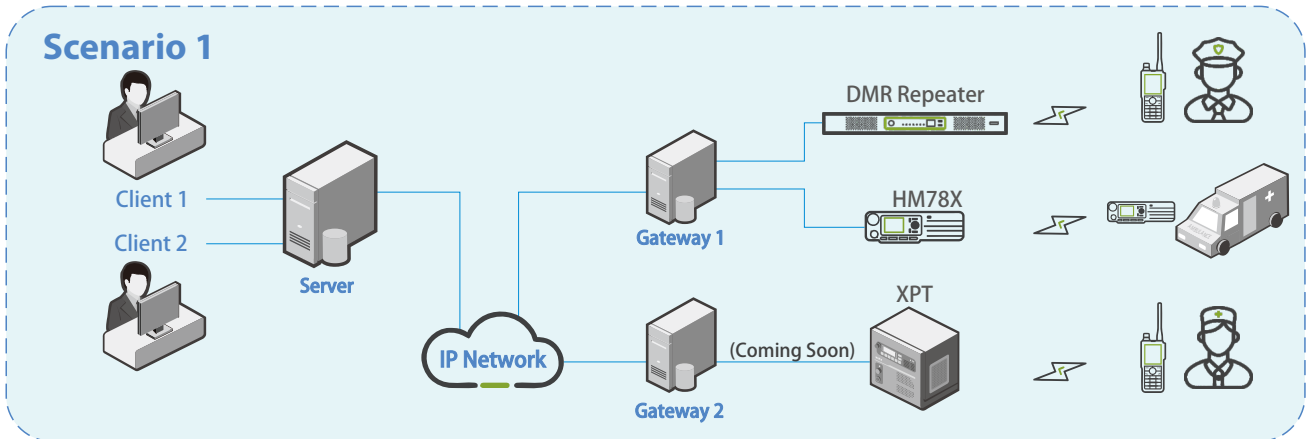 Scenario 1
Client 1
Client 2
Server
IP Network
Gateway 1
Gateway 2
DMR Repeater
HM78X
(Coming Soon)
XPT